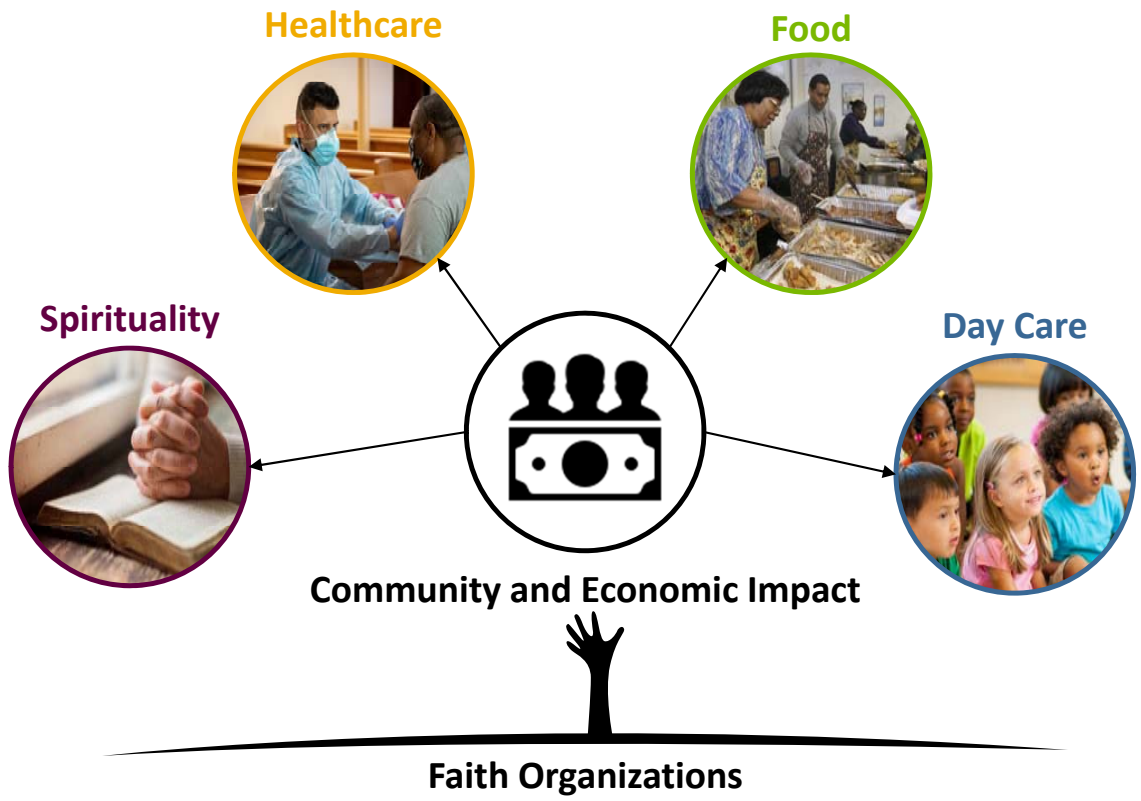 Healthcare
Food
Spirituality
Day Care
Community and Economic Impact
Faith Organizations